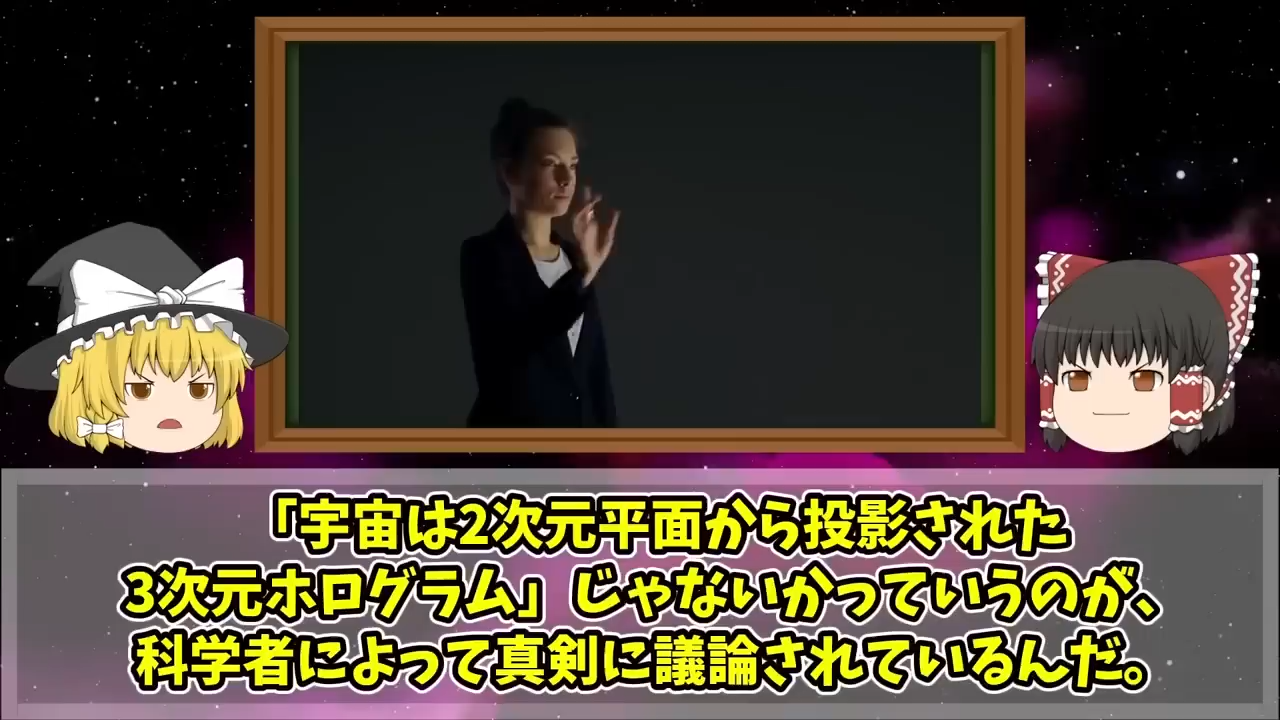 「宇宙は2次元平面から投影された
3次元ホログラム」じゃないかっていうのが、
科学者によって真剣に議論されているんだ。